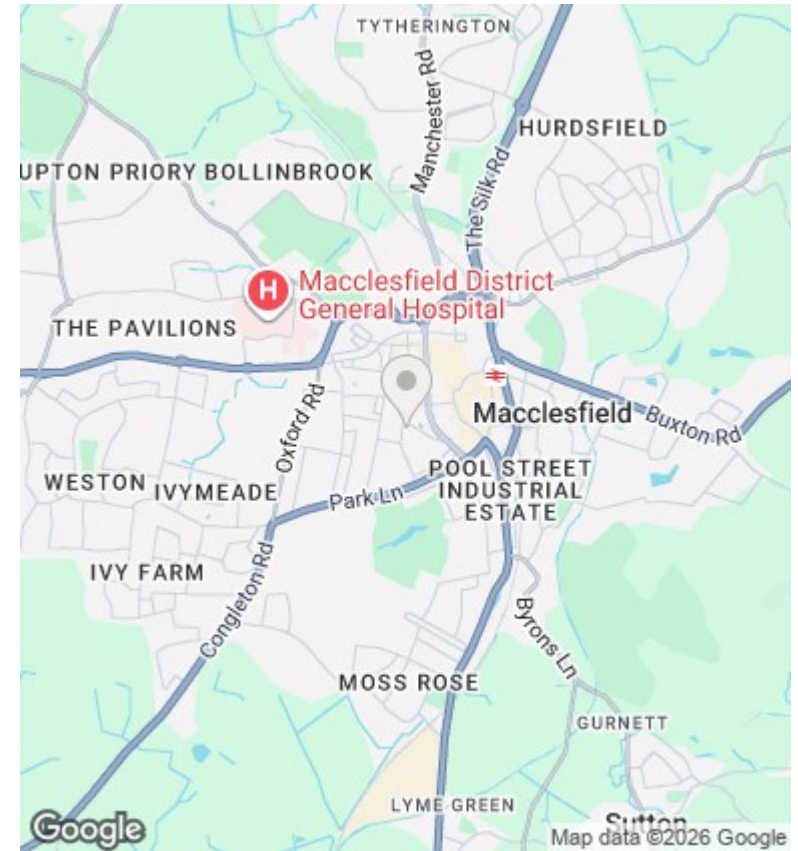 TYTHERINGTON
Manchester Rd
HURDSFIELD
The Silk Rd
UPTON PRIORY BOLLINBROOK
H
Macclesfield District
General Hospital
THE PAVILIONS
Oxford Rd
Macclesfield
Buxton Rd
WESTON
IVYMEADE
POOL STREET
INDUSTRIAL
ESTATE
Park Ln
IVY FARM
Congleton Rd
Byrons Ln
MOSS ROSE
GURNETT
LYME GREEN
Sutton
Google
Map data ©2026 Google